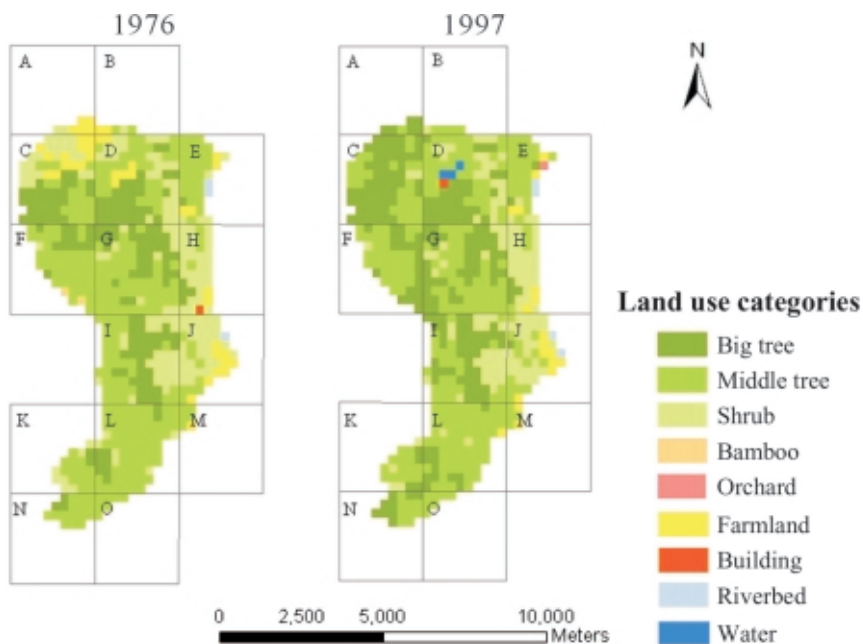 1976
1997
N
A B
C D E
F G H
I J
K L M
N O
A B
C D E
F G H
I J
K L M
N O
Land use categories
Big tree
Middle tree
Shrub
Bamboo
Orchard
Farmland
Building
Riverbed
Water
0 2,500 5,000 10,000
Meters